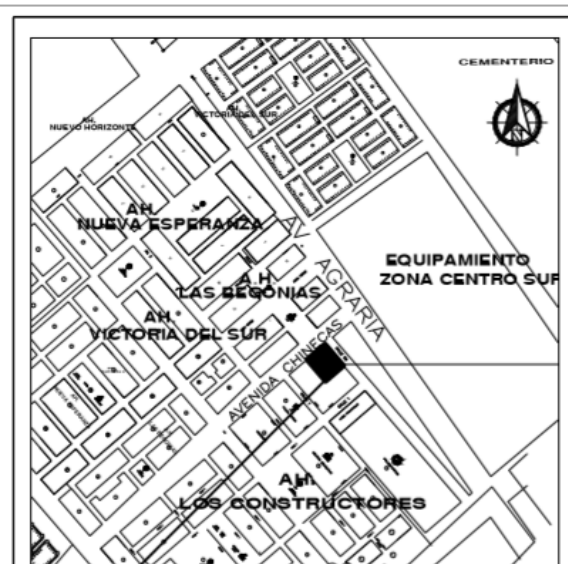 CEMENTERIO
AH.
NUEVO HORIZONTE
AH.
VICTORIA DEL SUR
AH.
NUEVA ESPERANZA
AV. AGRARIA
EQUIPAMIENTO
ZONA CENTRO SUR
A.H.
LAS BEGONIAS
AH.
VICTORIA DEL SUR
AVENIDA CHINECAS
AH.
LOS CONSTRUCTORES